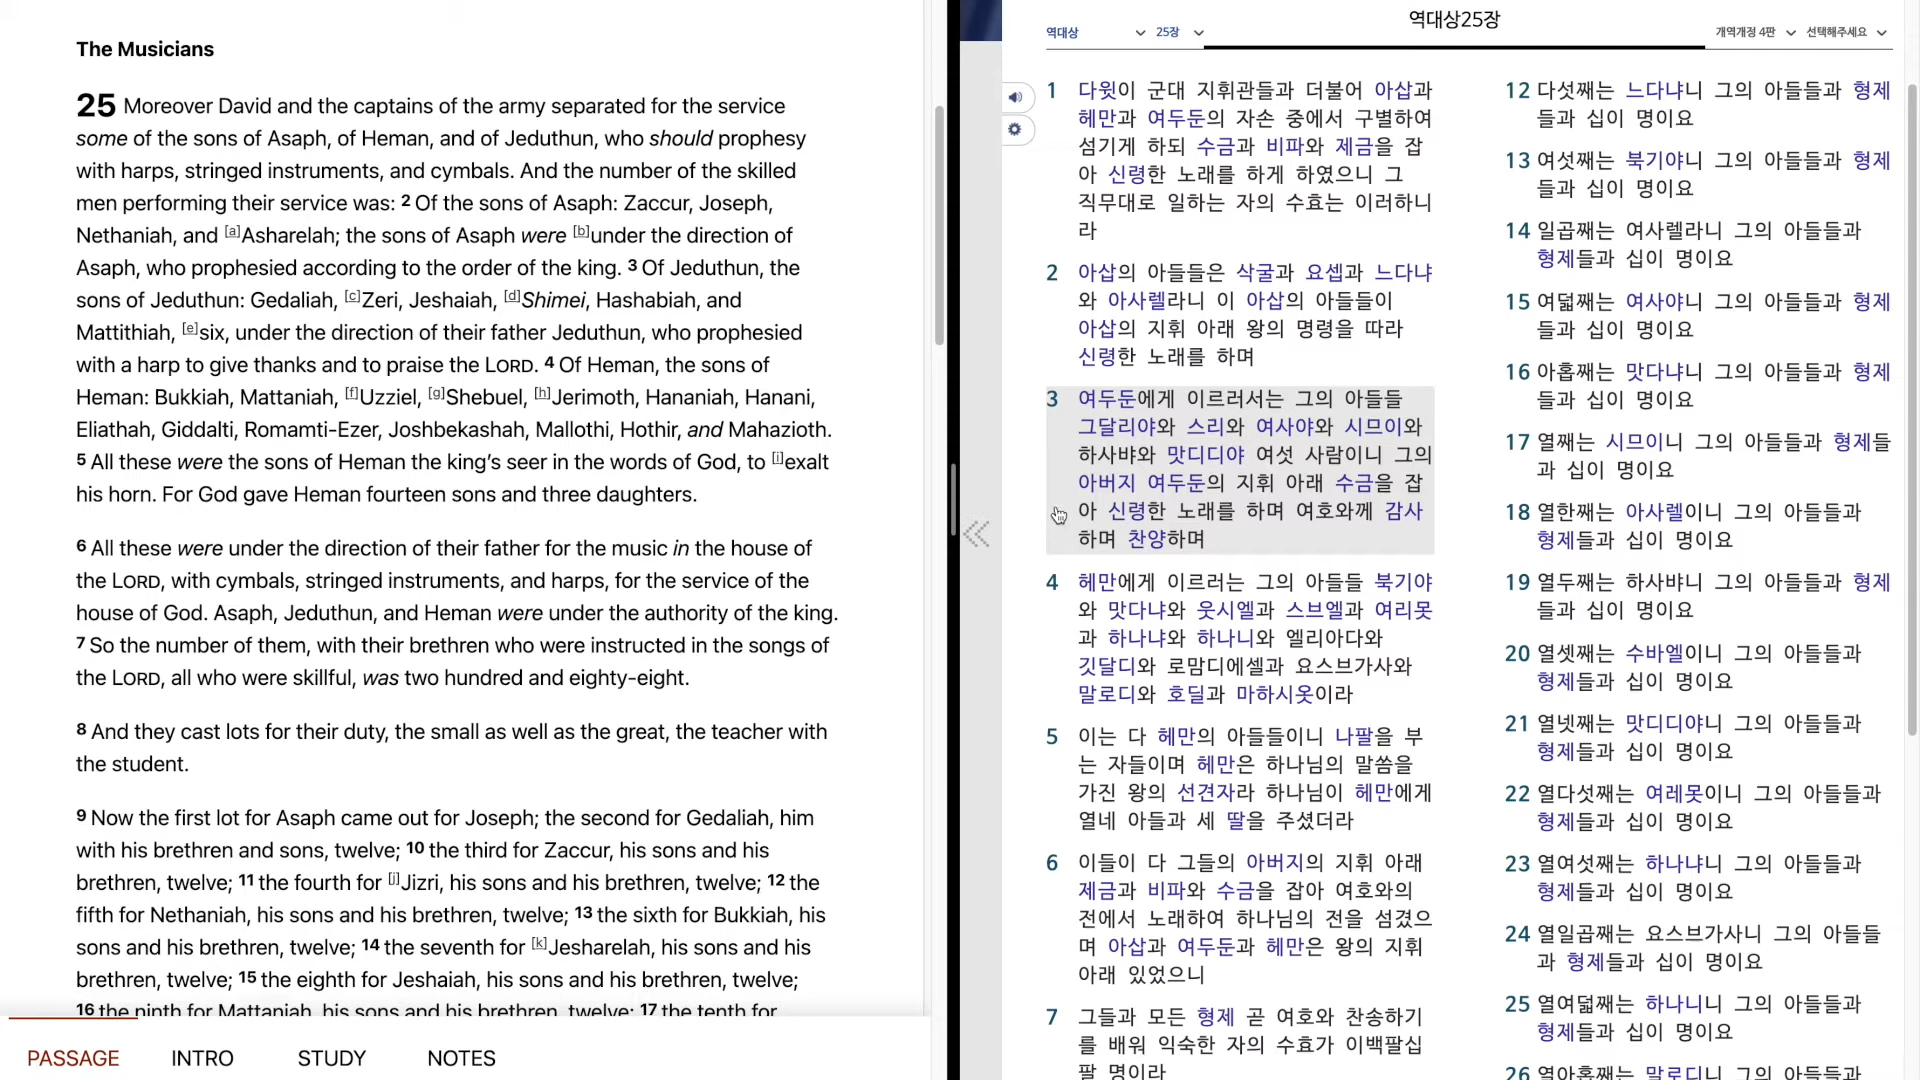 The Musicians
25 Moreover David and the captains of the army separated for the service
some of the sons of Asaph, of Heman, and of Jeduthun, who should prophesy
with harps, stringed instruments, and cymbals. And the number of the skilled
men performing their service was: 2 Of the sons of Asaph: Zaccur, Joseph,
Nethaniah, and [a]Asharelah; the sons of Asaph were [b]under the direction of
Asaph, who prophesied according to the order of the king. 3 Of Jeduthun, the
sons of Jeduthun: Gedaliah, [c]Zeri, Jeshaiah, [d]Shimei, Hashabiah, and
Mattithiah, [e]six, under the direction of their father Jeduthun, who prophesied
with a harp to give thanks and to praise the LORD. 4 Of Heman, the sons of
Heman: Bukkiah, Mattaniah, [f]Uzziel, [g]Shebuel, [h]Jerimoth, Hananiah, Hanani,
Eliathah, Giddalti, Romamti-Ezer, Joshbekashah, Mallothi, Hothir, and Mahazioth.
5 All these were the sons of Heman the king's seer in the words of God, to [i]exalt
his horn. For God gave Heman fourteen sons and three daughters.
6 All these were under the direction of their father for the music in the house of
the LORD, with cymbals, stringed instruments, and harps, for the service of the
house of God. Asaph, Jeduthun, and Heman were under the authority of the king.
7 So the number of them, with their brethren who were instructed in the songs of
the LORD, all who were skillful, was two hundred and eighty-eight.
8 And they cast lots for their duty, the small as well as the great, the teacher with
the student.
9 Now the first lot for Asaph came out for Joseph; the second for Gedaliah, him
with his brethren and sons, twelve; 10 the third for Zaccur, his sons and his
brethren, twelve; 11 the fourth for [j]Jizri, his sons and his brethren, twelve; 12 the
fifth for Nethaniah, his sons and his brethren, twelve; 13 the sixth for Bukkiah, his
sons and his brethren, twelve; 14 the seventh for [k]Jesharelah, his sons and his
brethren, twelve; 15 the eighth for Jeshaiah, his sons and his brethren, twelve;
16 the ninth for Mattaniah, his sons and his brethren, twelve; 17 the tenth for
PASSAGE INTRO STUDY NOTES
역대상25장
역대상 25장 개역개정 4판 선택해주세요
1 다윗이 군대 지휘관들과 더불어 아삽과
헤만과 여두둔의 자손 중에서 구별하여
섬기게 하되 수금과 비파와 제금을 잡
아 신령한 노래를 하게 하였으니 그
직무대로 일하는 자의 수효는 이러하니
라
2 아삽의 아들들은 삭굴과 요셉과 느다냐
와 아사렐라니 이 아삽의 아들들이
아삽의 지휘 아래 왕의 명령을 따라
신령한 노래를 하며
3 여두둔에게 이르러서는 그의 아들들
그달리야와 스리와 여사야와 시므이와
하사뱌와 맛디디야 여섯 사람이니 그의
아버지 여두둔의 지휘 아래 수금을 잡
아 신령한 노래를 하며 여호와께 감사
하며 찬양하며
4 헤만에게 이르러는 그의 아들들 북기야
와 맛다냐와 웃시엘과 스브엘과 여리못
과 하나냐와 하나니와 엘리아다와
깃달디와 로맘디에셀과 요스브가사와
말로디와 호딜과 마하시옷이라
5 이는 다 헤만의 아들들이니 나팔을 부
는 자들이며 헤만은 하나님의 말씀을
가진 왕의 선견자라 하나님이 헤만에게
열네 아들과 세 딸을 주셨더라
6 이들이 다 그들의 아버지의 지휘 아래
제금과 비파와 수금을 잡아 여호와의
전에서 노래하여 하나님의 전을 섬겼으
며 아삽과 여두둔과 헤만은 왕의 지휘
아래 있었으니
7 그들과 모든 형제 곧 여호와 찬송하기
를 배워 익숙한 자의 수효가 이백팔십
팔 명이라
12 다섯째는 느다냐니 그의 아들들과 형제
들과 십이 명이요
13 여섯째는 북기야니 그의 아들들과 형제
들과 십이 명이요
14 일곱째는 여사렐라니 그의 아들들과
형제들과 십이 명이요
15 여덟째는 여사야니 그의 아들들과 형제
들과 십이 명이요
16 아홉째는 맛다냐니 그의 아들들과 형제
들과 십이 명이요
17 열째는 시므이니 그의 아들들과 형제들
과 십이 명이요
18 열한째는 아사렐이니 그의 아들들과
형제들과 십이 명이요
19 열두째는 하사뱌니 그의 아들들과 형제
들과 십이 명이요
20 열셋째는 수바엘이니 그의 아들들과
형제들과 십이 명이요
21 열넷째는 맛디디야니 그의 아들들과
형제들과 십이 명이요
22 열다섯째는 여레못이니 그의 아들들과
형제들과 십이 명이요
23 열여섯째는 하나냐니 그의 아들들과
형제들과 십이 명이요
24 열일곱째는 요스브가사니 그의 아들들
과 형제들과 십이 명이요
25 열여덟째는 하나니니 그의 아들들과
형제들과 십이 명이요
26 열아홉째는 말로디니 그의 아들들과